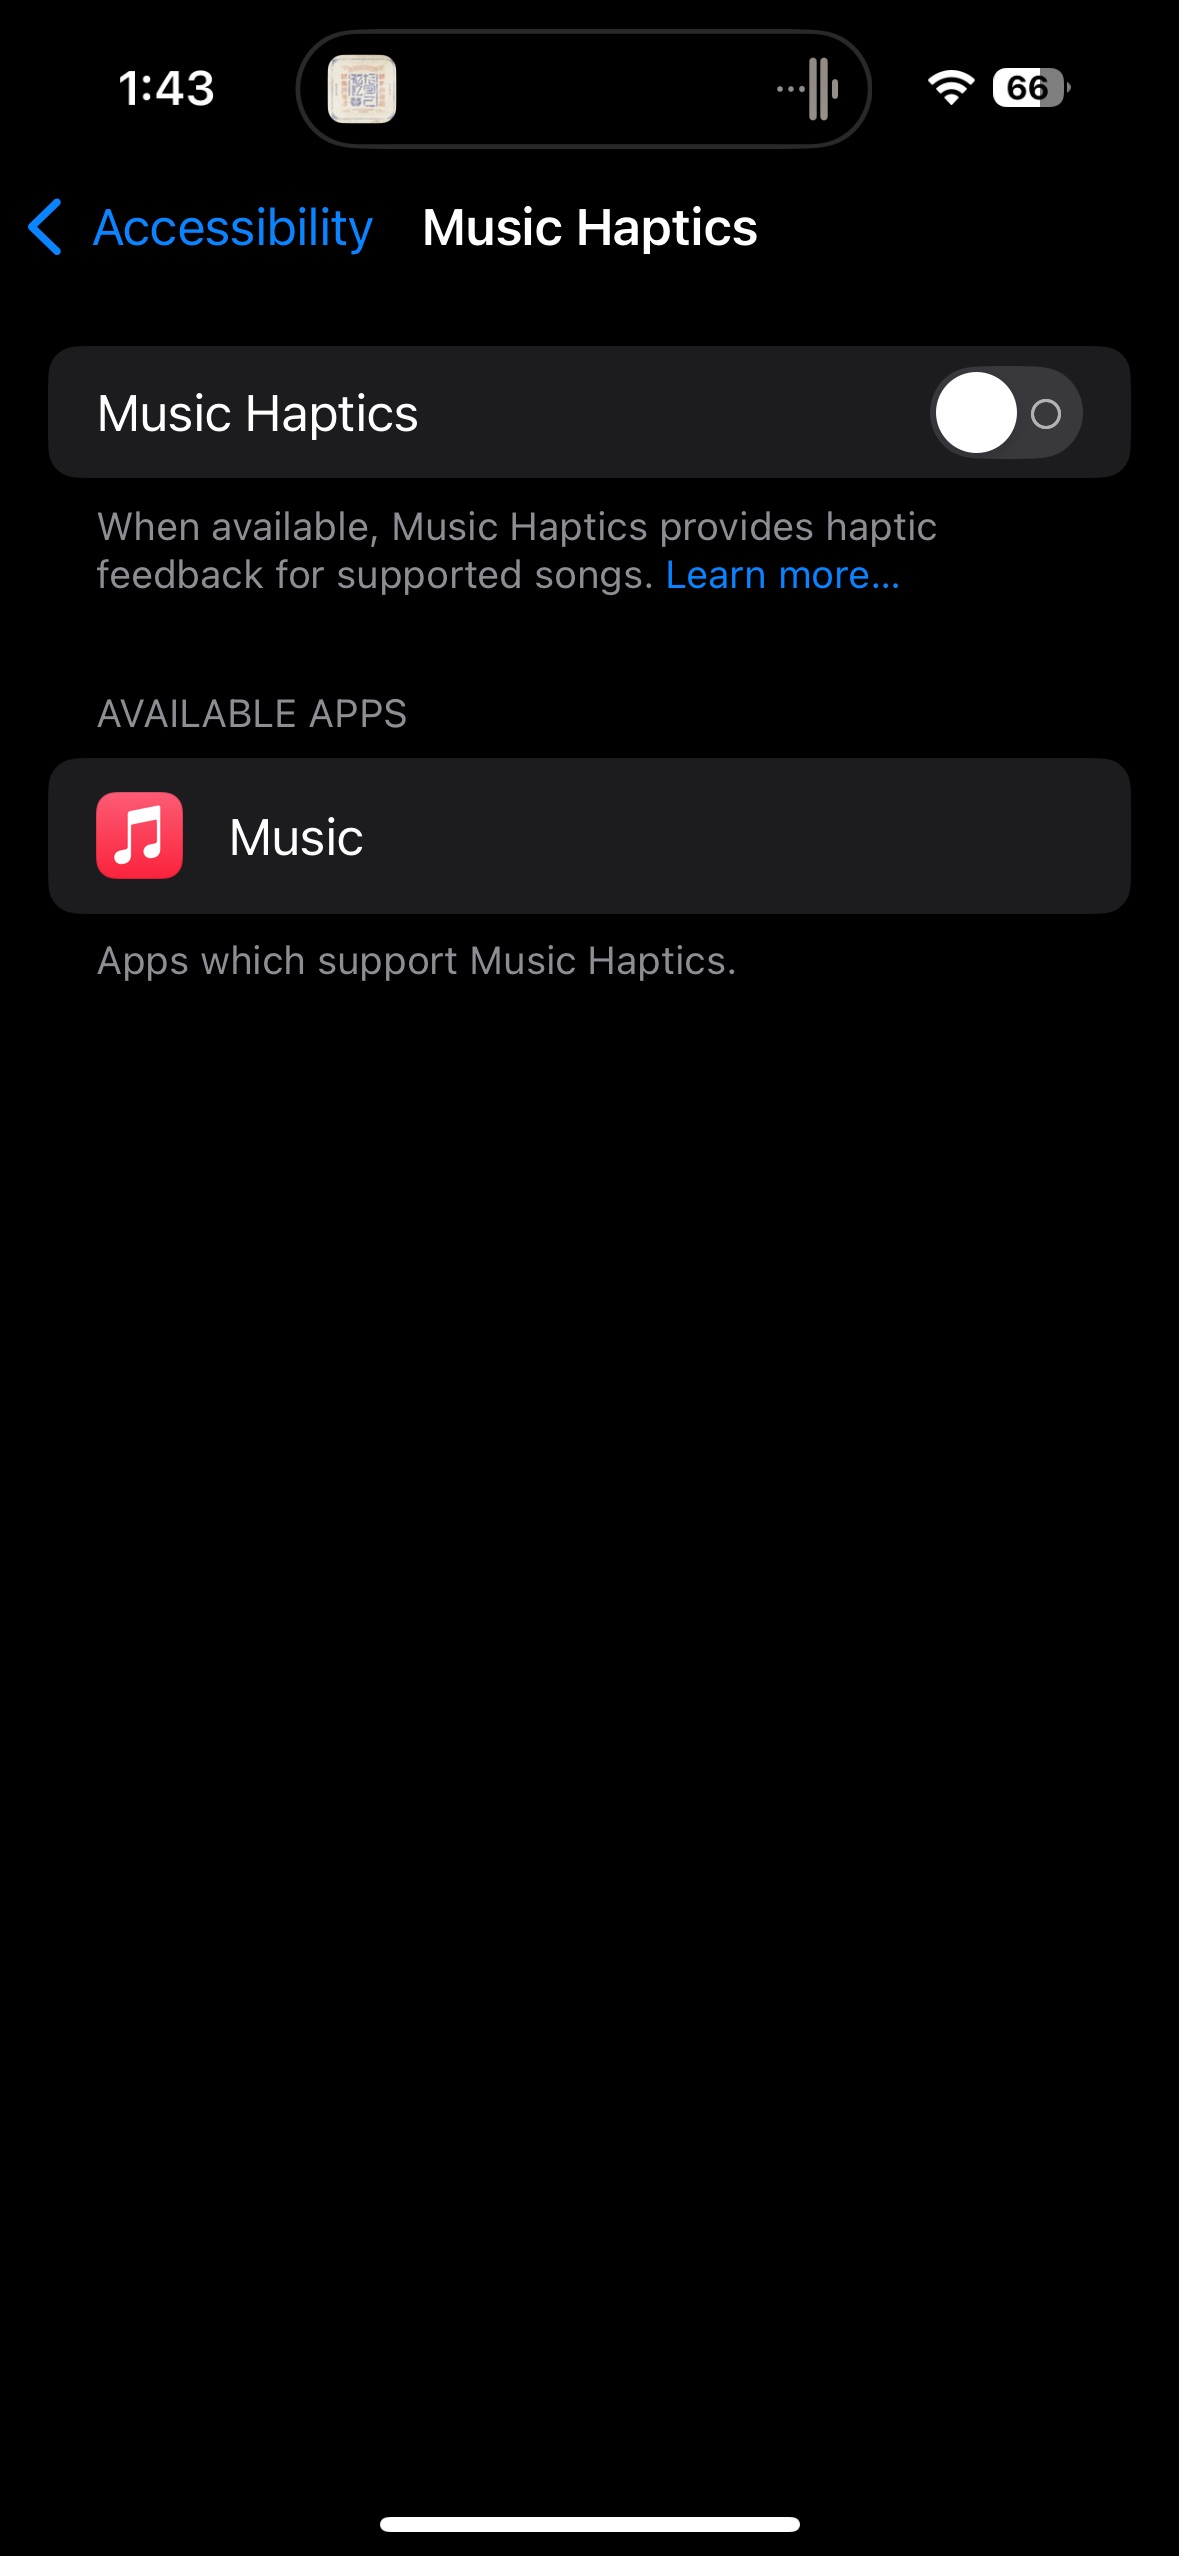 1:43
66
Accessibility
Music Haptics
Music Haptics
When available, Music Haptics provides haptic
feedback for supported songs. Learn more...
AVAILABLE APPS
Music
Apps which support Music Haptics.